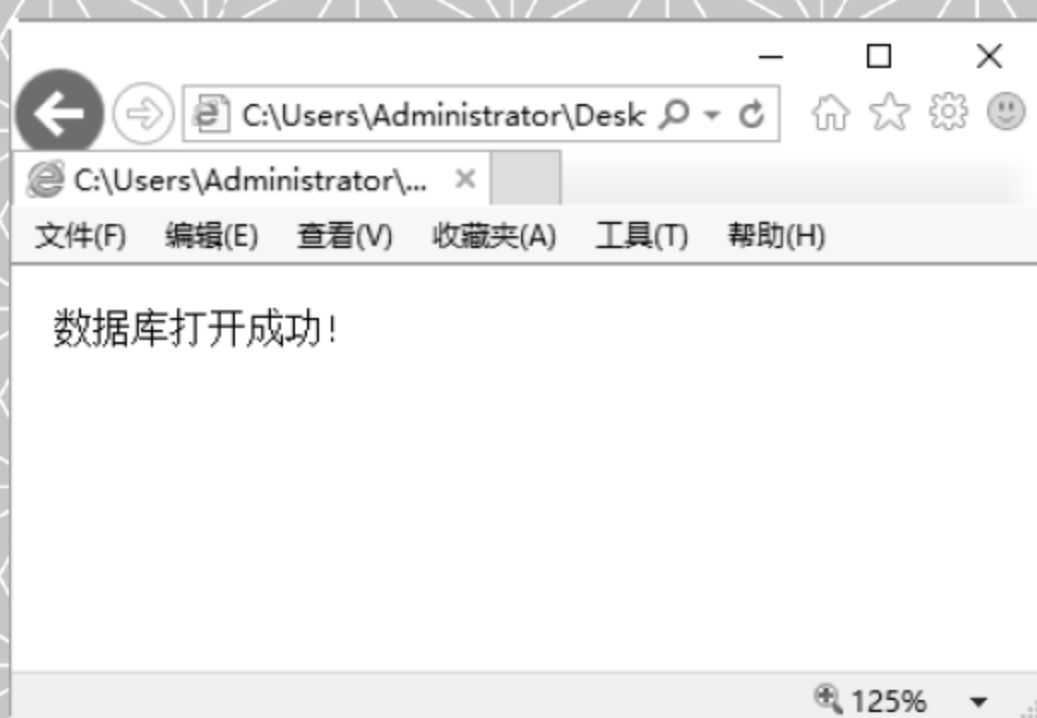 C:\Users\Administrator\Desk
C:\Users\Administrator\...
文件(F) 编辑(E) 查看(V) 收藏夹(A) 工具(T) 帮助(H)
数据库打开成功!
125%